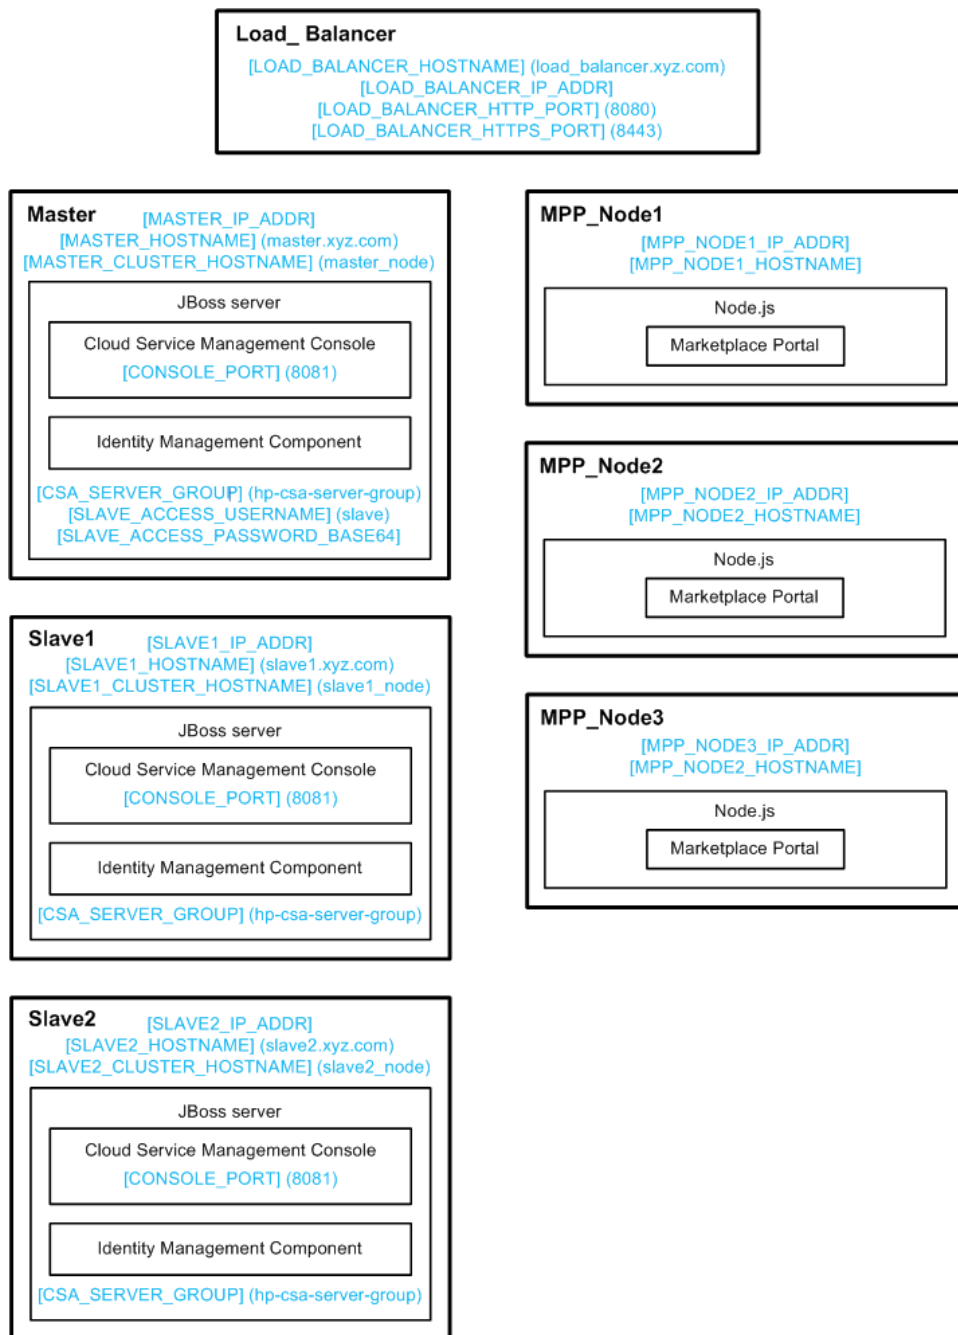 Load_ Balancer
[LOAD_BALANCER_HOSTNAME] (load_balancer.xyz.com)
[LOAD_BALANCER_IP_ADDR]
[LOAD_BALANCER_HTTP_PORT] (8080)
[LOAD_BALANCER_HTTPS_PORT] (8443)
Master
[MASTER_IP_ADDR]
[MASTER_HOSTNAME] (master.xyz.com)
[MASTER_CLUSTER_HOSTNAME] (master_node)
JBoss server
Cloud Service Management Console
[CONSOLE_PORT] (8081)
Identity Management Component
[CSA_SERVER_GROUP] (hp-csa-server-group)
[SLAVE_ACCESS_USERNAME] (slave)
[SLAVE_ACCESS_PASSWORD_BASE64]
Slave1
[SLAVE1_IP_ADDR]
[SLAVE1_HOSTNAME] (slave1.xyz.com)
[SLAVE1_CLUSTER_HOSTNAME] (slave1_node)
JBoss server
Cloud Service Management Console
[CONSOLE_PORT] (8081)
Identity Management Component
[CSA_SERVER_GROUP] (hp-csa-server-group)
Slave2
[SLAVE2_IP_ADDR]
[SLAVE2_HOSTNAME] (slave2.xyz.com)
[SLAVE2_CLUSTER_HOSTNAME] (slave2_node)
JBoss server
Cloud Service Management Console
[CONSOLE_PORT] (8081)
Identity Management Component
[CSA_SERVER_GROUP] (hp-csa-server-group)
MPP_Node1
[MPP_NODE1_IP_ADDR]
[MPP_NODE1_HOSTNAME]
Node.js
Marketplace Portal
MPP_Node2
[MPP_NODE2_IP_ADDR]
[MPP_NODE2_HOSTNAME]
Node.js
Marketplace Portal
MPP_Node3
[MPP_NODE3_IP_ADDR]
[MPP_NODE2_HOSTNAME]
Node.js
Marketplace Portal